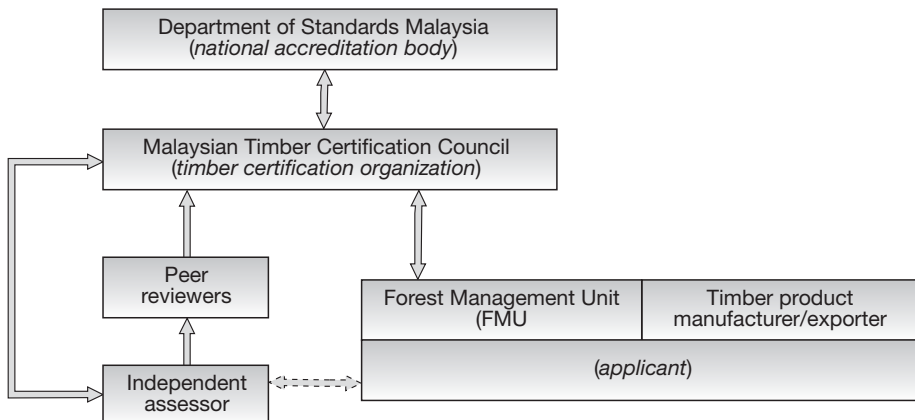 Department of Standards Malaysia
(national accreditation body)
Malaysian Timber Certification Council
(timber certification organization)
Peer
reviewers
Forest Management Unit
(FMU
Timber product
manufacturer/exporter
(applicant)
Independent
assessor